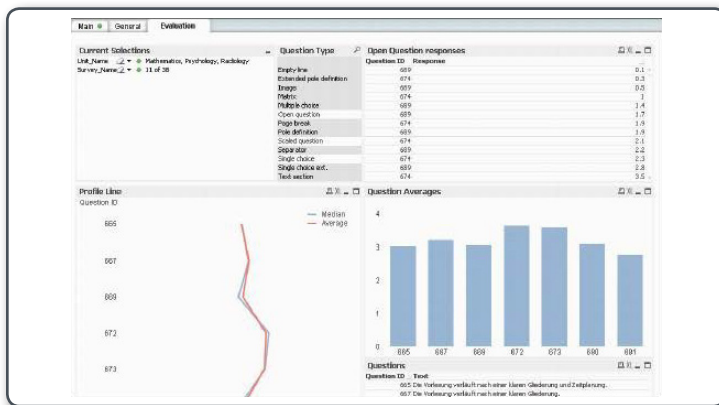 Main
General
Evaluation
Current Selections
Unit_Name Mathematics, Psychology, Radiology
Survey_Name 11 of 38
Question Type
Empty line
Extended pole definition
Image
Matrix
Multiple choice
Open question
Page break
Pole definition
Scaled question
Separator
Single choice
Single choice ext.
Text section
Open Question responses
Question ID Response
689 0.1
674 0.3
689 0.5
674 1
689 1.4
689 1.7
674 1.9
689 1.9
674 2.1
689 2.2
674 2.3
689 2.8
674 3.5
Profile Line
Question ID
Median
Average
665
667
669
672
673
Question Averages
4
3
2
1
0
665 667 669 672 673 690 691
Questions
Question ID Text
665 Die Vorlesung verläuft nach einer klaren Gliederung und Zeitplanung.
667 Die Vorlesung verläuft nach einer klaren Gliederung.